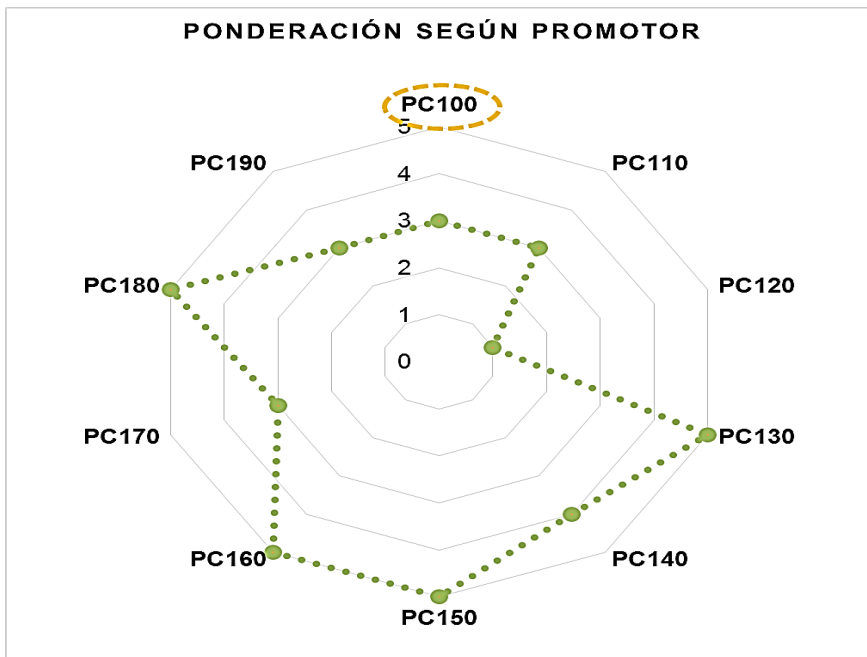 PONDERACIÓN SEGÚN PROMOTOR
PC100
5
PC190
PC110
4
3
2
PC180
PC120
1
0
PC170
PC130
PC160
PC140
PC150